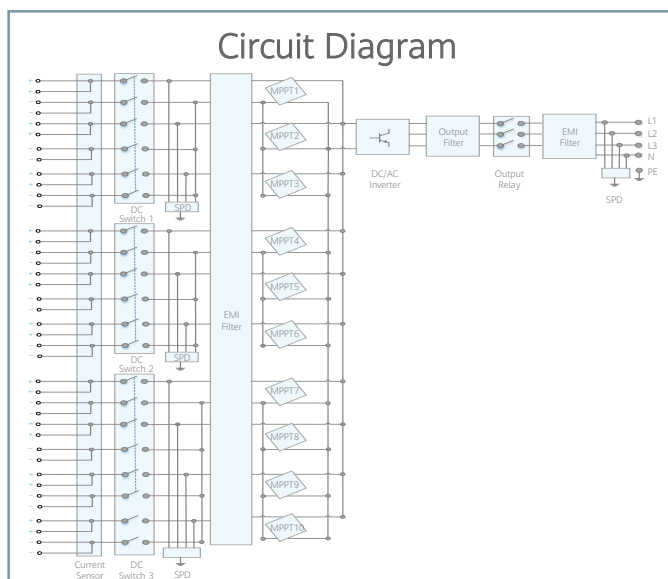 Circuit Diagram
MPPT1
MPPT2
MPPT3
SPD
DC
Switch 1
DC/AC
Inverter
Output
Filter
Output
Relay
EMI
Filter
L1
L2
L3
N
PE
SPD
MPPT4
MPPT5
MPPT6
EMI
Filter
SPD
DC
Switch 2
MPPT7
MPPT8
MPPT9
MPPT10
Current
Sensor
DC
Switch 3
SPD